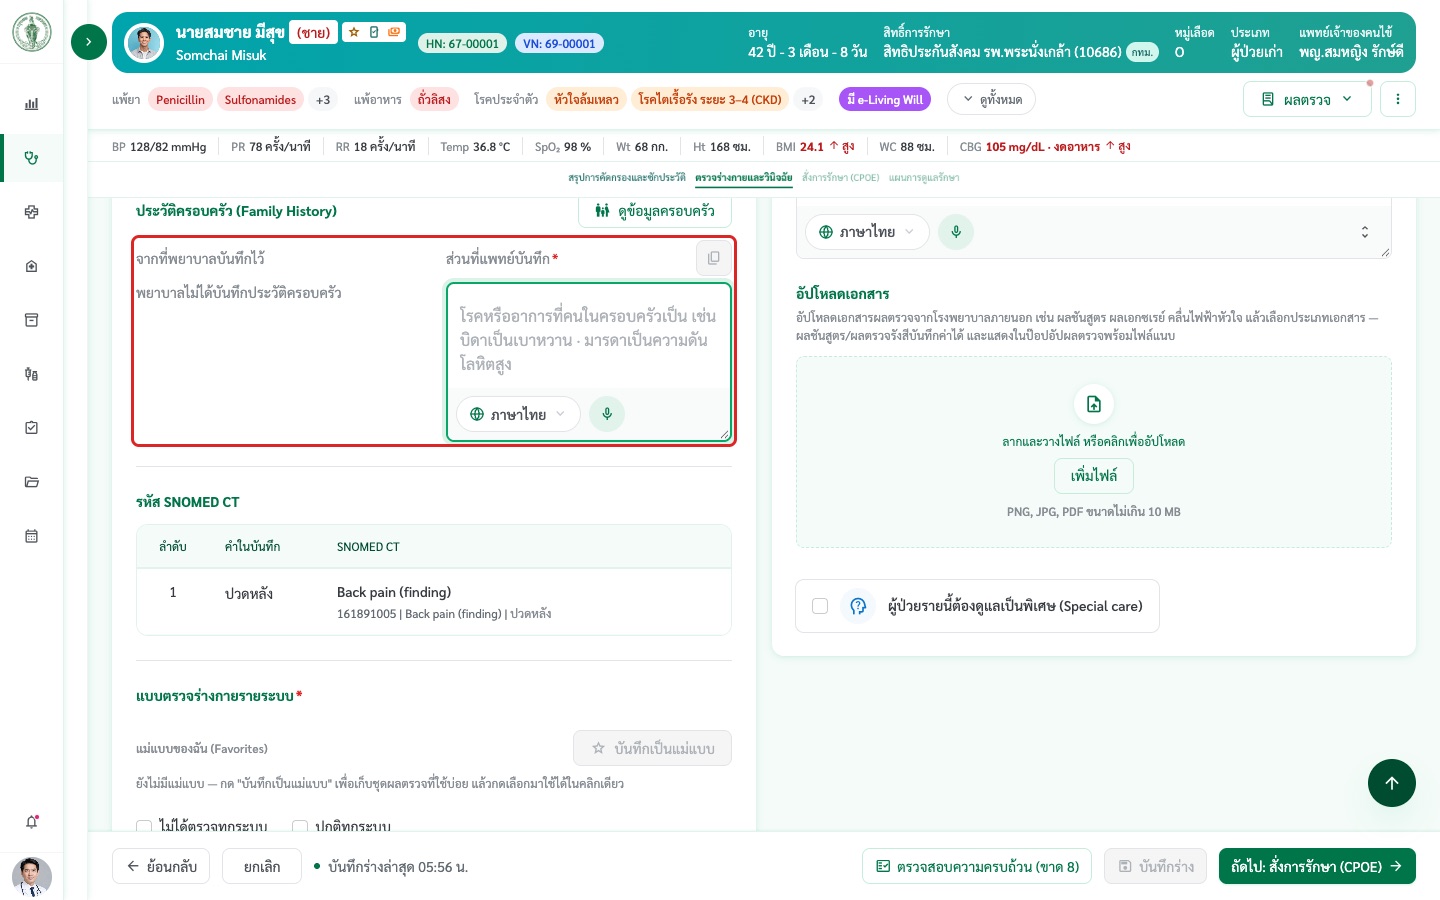 นายสมชาย มีสุข (ชาย)
Somchai Misuk
HN: 67-00001
VN: 69-00001
อายุ
42 ปี - 3 เดือน - 8 วัน
สิทธิ์การรักษา
สิทธิประกันสังคม รพ.พระนั่งเกล้า (10686) กทม.
หมู่เลือด
O
ประเภท
ผู้ป่วยเก่า
แพทย์เจ้าของคนไข้
พญ.สมหญิง รักษ์ดี
แพ้ยา Penicillin Sulfonamides +3 แพ้อาหาร ถั่วลิสง โรคประจำตัว หัวใจล้มเหลว โรคไตเรื้อรัง ระยะ 3–4 (CKD) +2 มี e-Living Will ดูทั้งหมด
ผลตรวจ
BP 128/82 mmHg PR 78 ครั้ง/นาที RR 18 ครั้ง/นาที Temp 36.8 °C SpO₂ 98 % Wt 68 กก. Ht 168 ซม. BMI 24.1 ↑ สูง WC 88 ซม. CBG 105 mg/dL · งดอาหาร ↑ สูง
สรุปการคัดกรองและซักประวัติ ตรวจร่างกายและวินิจฉัย สั่งการรักษา (CPOE) แผนการดูแลรักษา
ประวัติครอบครัว (Family History)
ดูข้อมูลครอบครัว
จากที่พยาบาลบันทึกไว้
พยาบาลไม่ได้บันทึกประวัติครอบครัว
ส่วนที่แพทย์บันทึก*
โรคหรืออาการที่คนในครอบครัวเป็น เช่น
บิดาเป็นเบาหวาน · มารดาเป็นความดัน
โลหิตสูง
ภาษาไทย
รหัส SNOMED CT
ลำดับ คำในบันทึก SNOMED CT
1 ปวดหลัง Back pain (finding)
161891005 | Back pain (finding) | ปวดหลัง
แบบตรวจร่างกายรายระบบ*
แม่แบบของฉัน (Favorites)
บันทึกเป็นแม่แบบ
ยังไม่มีแม่แบบ — กด "บันทึกเป็นแม่แบบ" เพื่อเก็บชุดผลตรวจที่ใช้บ่อย แล้วกดเลือกมาใช้ได้ในคลิกเดียว
ไม่ได้ตรวจทุกระบบ ปกติทุกระบบ
ภาษาไทย
อัปโหลดเอกสาร
อัปโหลดเอกสารผลตรวจจากโรงพยาบาลภายนอก เช่น ผลชันสูตร ผลเอกซเรย์ คลื่นไฟฟ้าหัวใจ แล้วเลือกประเภทเอกสาร —
ผลชันสูตร/ผลตรวจรังสีบันทึกค่าได้ และแสดงในป๊อปอัปผลตรวจพร้อมไฟล์แนบ
ลากและวางไฟล์ หรือคลิกเพื่ออัปโหลด
เพิ่มไฟล์
PNG, JPG, PDF ขนาดไม่เกิน 10 MB
ผู้ป่วยรายนี้ต้องดูแลเป็นพิเศษ (Special care)
ย้อนกลับ
ยกเลิก
บันทึกร่างล่าสุด 05:56 น.
ตรวจสอบความครบถ้วน (ขาด 8)
บันทึกร่าง
ถัดไป: สั่งการรักษา (CPOE)